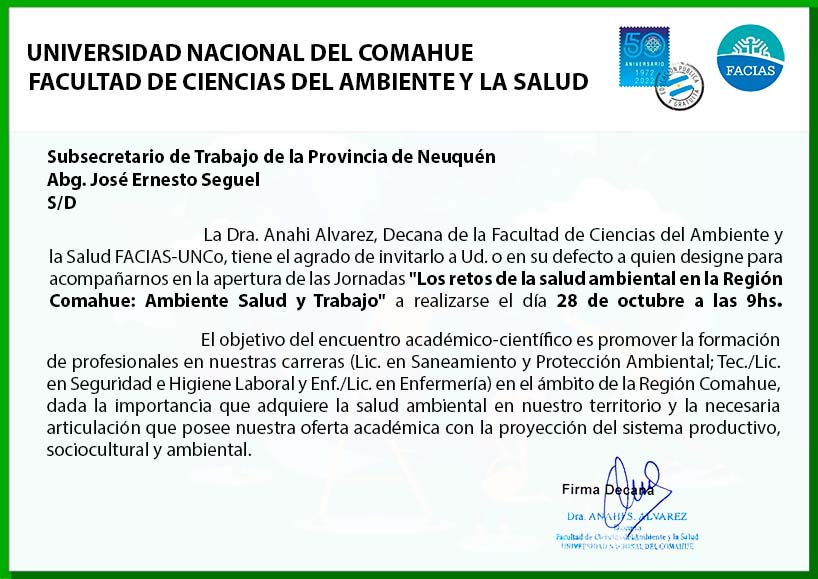 UNIVERSIDAD NACIONAL DEL COMAHUE
FACULTAD DE CIENCIAS DEL AMBIENTE Y LA SALUD
50
ANIVERSARIO
1972
2022
EDUCACIÓN PÚBLICA
Y GRATUITA
FACIAS
Subsecretario de Trabajo de la Provincia de Neuquén
Abg. José Ernesto Seguel
S/D
La Dra. Anahi Alvarez, Decana de la Facultad de Ciencias del Ambiente y
la Salud FACIAS-UNCo, tiene el agrado de invitarlo a Ud. o en su defecto a quien designe para
acompañarnos en la apertura de las Jornadas "Los retos de la salud ambiental en la Región
Comahue: Ambiente Salud y Trabajo" a realizarse el día 28 de octubre a las 9hs.
El objetivo del encuentro académico-científico es promover la formación
de profesionales en nuestras carreras (Lic. en Saneamiento y Protección Ambiental; Tec./Lic.
en Seguridad e Higiene Laboral y Enf./Lic. en Enfermería) en el ámbito de la Región Comahue,
dada la importancia que adquiere la salud ambiental en nuestro territorio y la necesaria
articulación que posee nuestra oferta académica con la proyección del sistema productivo,
sociocultural y ambiental.
Firma Decana
Dra. ANAHI S. ALVAREZ
Decana
Facultad de Ciencias del Ambiente y la Salud
UNIVERSIDAD NACIONAL DEL COMAHUE